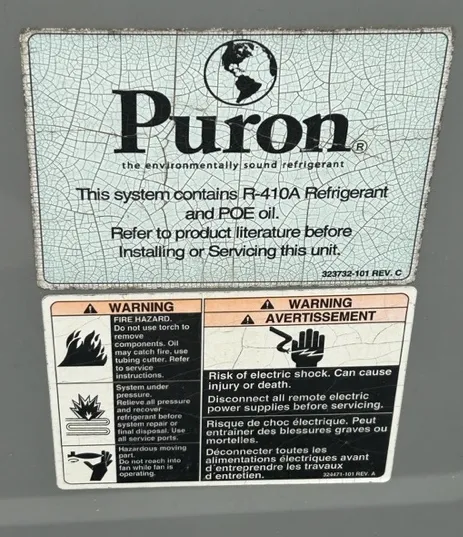 Puron®
the environmentally sound refrigerant
This system contains R-410A Refrigerant
and POE oil.
Refer to product literature before
Installing or Servicing this unit.
323732-101 REV. C
WARNING
FIRE HAZARD.
Do not use torch to
remove
components. Oil
may catch fire, use
tubing cutter. Refer
to service
instructions.
System under
pressure.
Relieve all pressure
and recover
refrigerant before
system repair or
final disposal. Use
all service ports.
Hazardous moving
part.
Do not reach into
fan while fan is
operating.
WARNING
AVERTISSEMENT
Risk of electric shock. Can cause
injury or death.
Disconnect all remote electric
power supplies before servicing.
Risque de choc électrique. Peut
entraîner des blessures graves ou
mortelles.
Déconnecter toutes les
alimentations électriques avant
d'entreprendre les travaux
d'entretien.
324471-101 REV. A